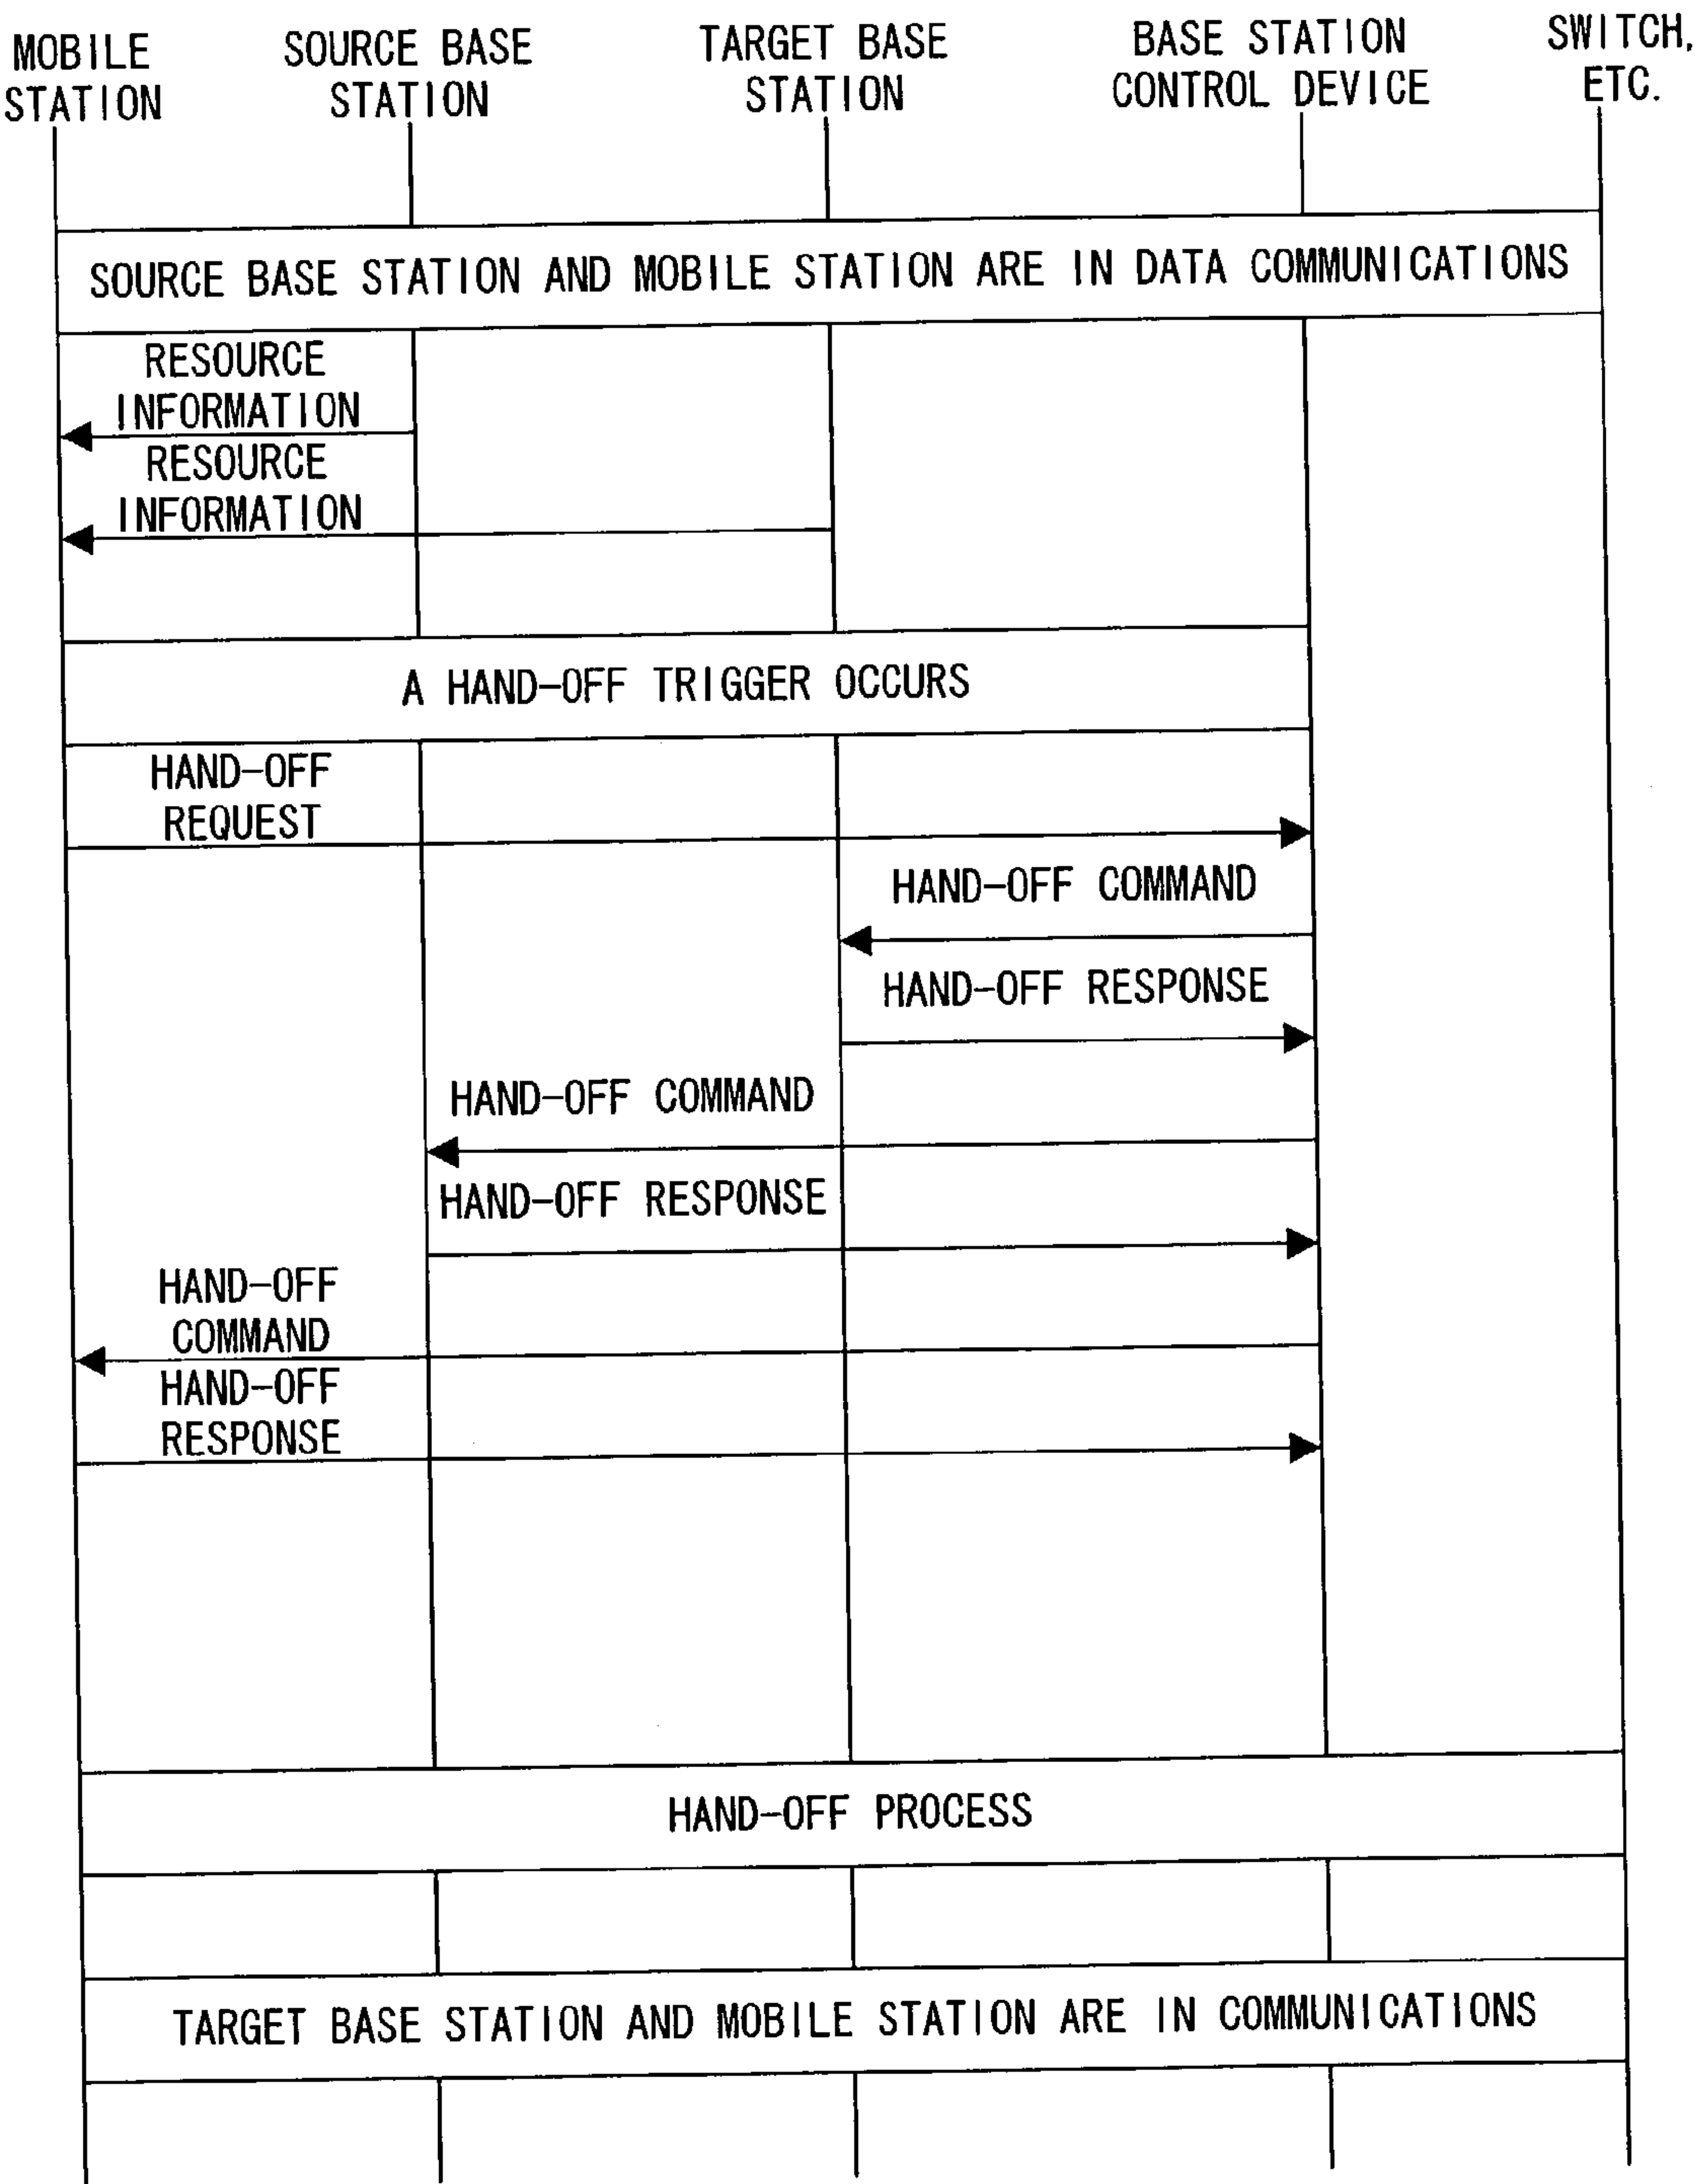 MOBILE
STATION
SOURCE BASE
STATION
TARGET BASE
STATION
BASE STATION
CONTROL DEVICE
SWITCH,
ETC.
SOURCE BASE STATION AND MOBILE STATION ARE IN DATA COMMUNICATIONS
RESOURCE
INFORMATION
RESOURCE
INFORMATION
A HAND-OFF TRIGGER OCCURS
HAND-OFF
REQUEST
HAND-OFF COMMAND
HAND-OFF RESPONSE
HAND-OFF COMMAND
HAND-OFF RESPONSE
HAND-OFF
COMMAND
HAND-OFF
RESPONSE
HAND-OFF PROCESS
TARGET BASE STATION AND MOBILE STATION ARE IN COMMUNICATIONS